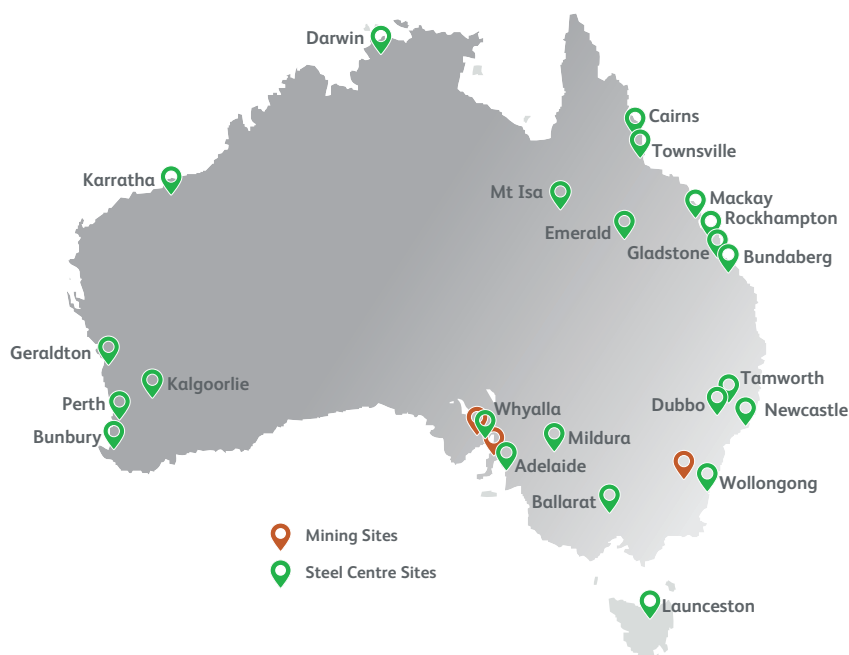 Darwin
Cairns
Townsville
Karratha
Mt Isa
Mackay
Rockhampton
Emerald
Gladstone
Bundaberg
Geraldton
Kalgoorlie
Tamworth
Perth
Dubbo
Newcastle
Whyalla
Bunbury
Mildura
Adelaide
Wollongong
Ballarat
Mining Sites
Steel Centre Sites
Launceston